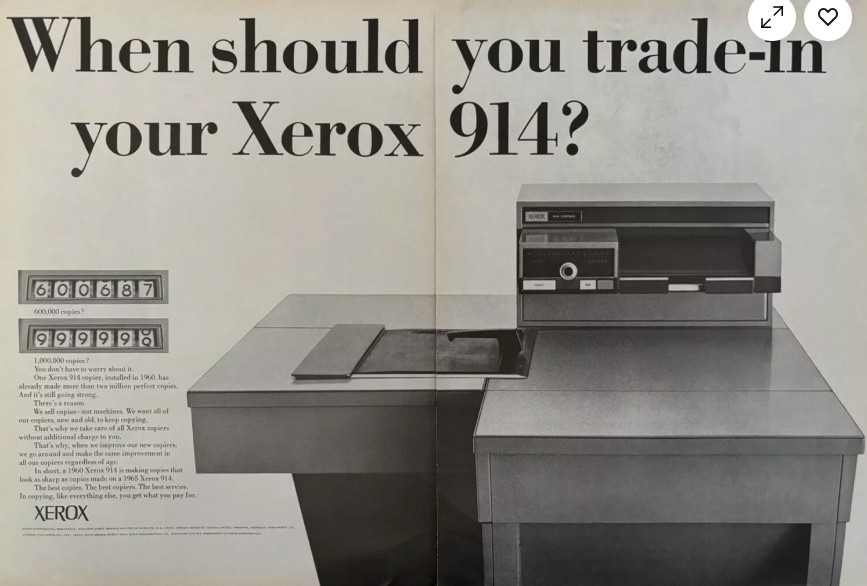 When should you trade-in
your Xerox 914?
600687
600,000 copies?
999998
1,000,000 copies?
You don't have to worry about it.
One Xerox 914 copier, installed in 1960, has
already made more than two million perfect copies.
And it's still going strong.
There's a reason.
We sell copies—not machines. We want all of
our copiers, new and old, to keep copying.
That's why we take care of all Xerox copiers
without additional charge to you.
That's why, when we improve our new copiers,
we go around and make the same improvement in
all our copiers regardless of age.
In short, a 1960 Xerox 914 is making copies that
look as sharp as copies made on a 1965 Xerox 914.
The best copies. The best copiers. The best service.
In copying, like everything else, you get what you pay for.
XEROX
XEROX 914 COPIER